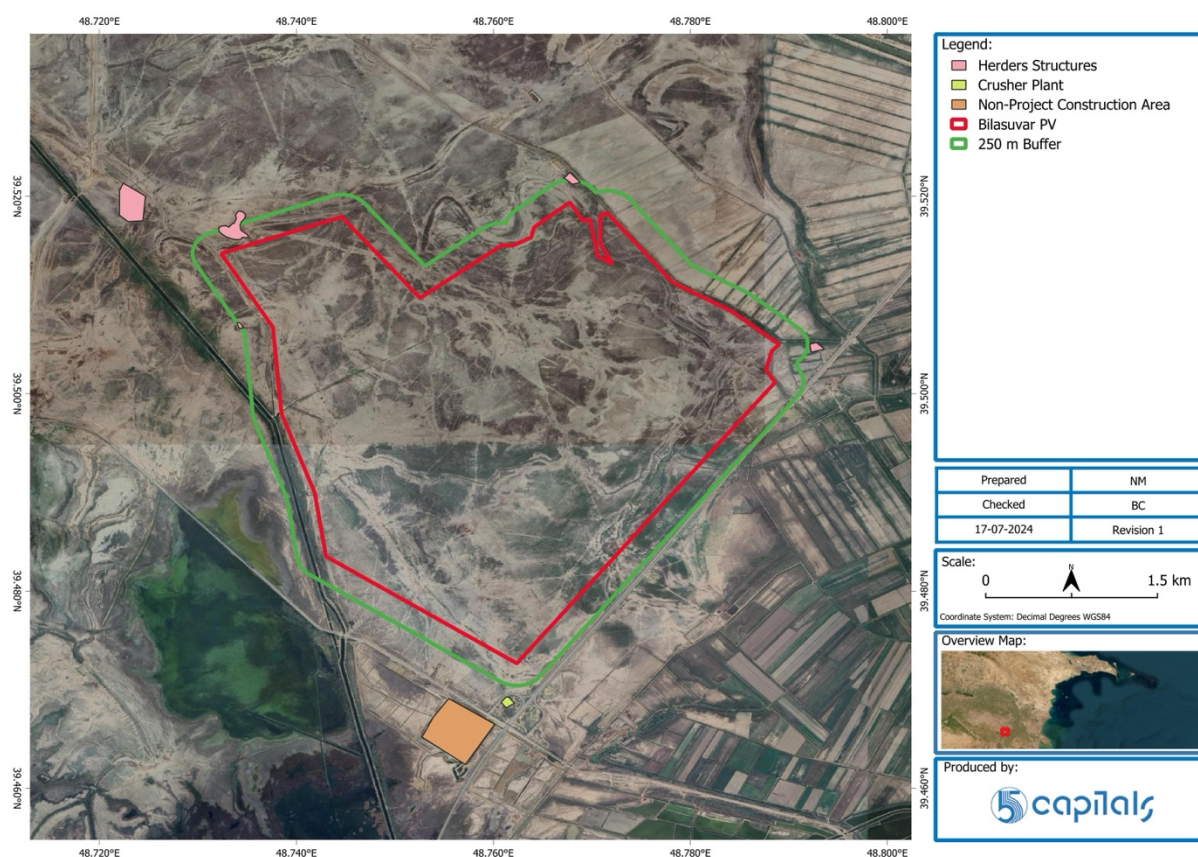 48.720°E 48.740°E 48.760°E 48.780°E 48.800°E
39.520°N 39.520°N
39.500°N 39.500°N
39.480°N 39.480°N
39.460°N 39.460°N
48.720°E 48.740°E 48.760°E 48.780°E 48.800°E
Legend:
Herders Structures
Crusher Plant
Non-Project Construction Area
Bilasuvar PV
250 m Buffer
Prepared NM
Checked BC
17-07-2024 Revision 1
Scale:
N
0 1.5 km
Coordinate System: Decimal Degrees WGS84
Overview Map:
Produced by:
5 capitals